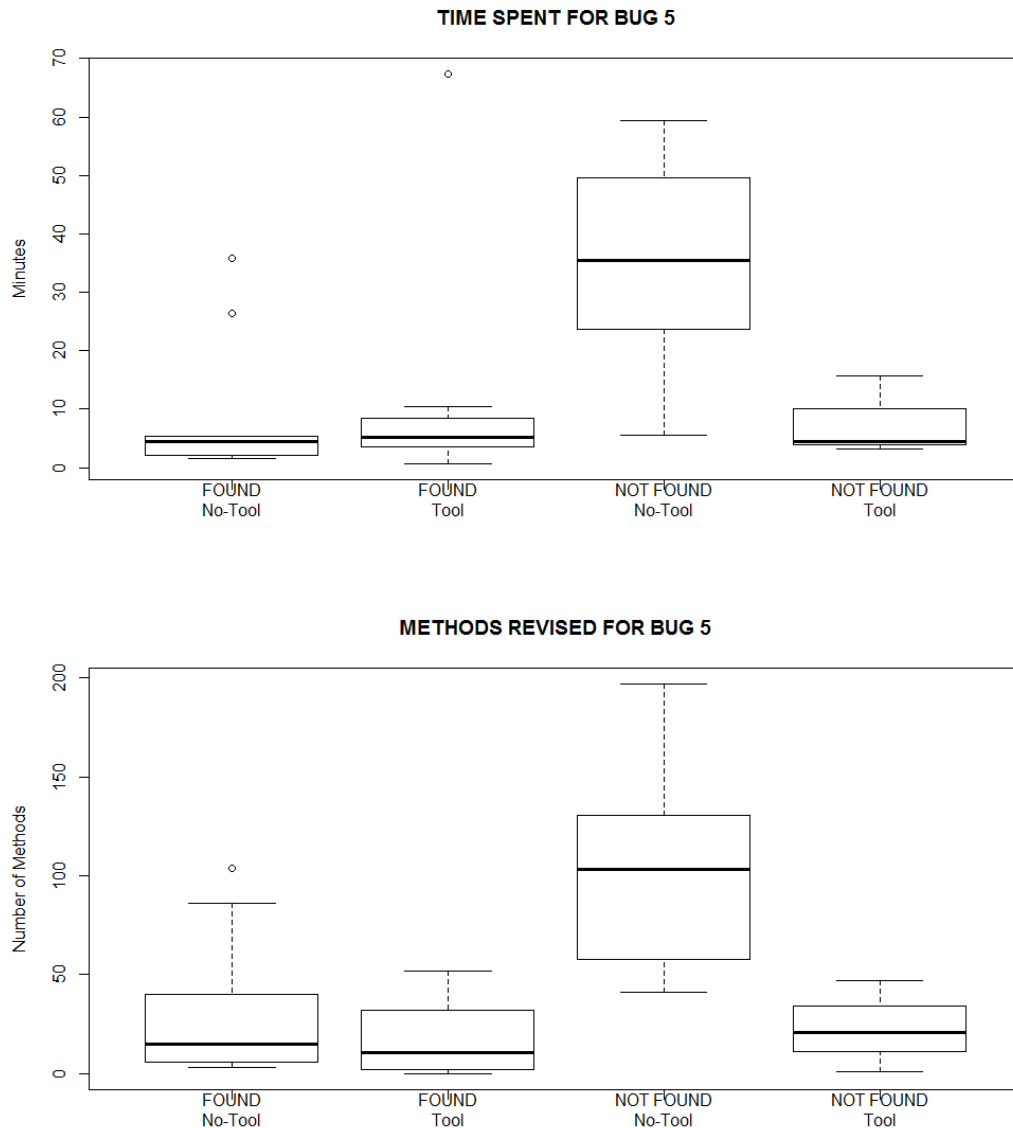 TIME SPENT FOR BUG 5
70
60
50
40
30
20
10
0
Minutes
FOUND FOUND NOT FOUND NOT FOUND
No-Tool Tool No-Tool Tool
METHODS REVISED FOR BUG 5
200
150
100
50
0
Number of Methods
FOUND FOUND NOT FOUND NOT FOUND
No-Tool Tool No-Tool Tool